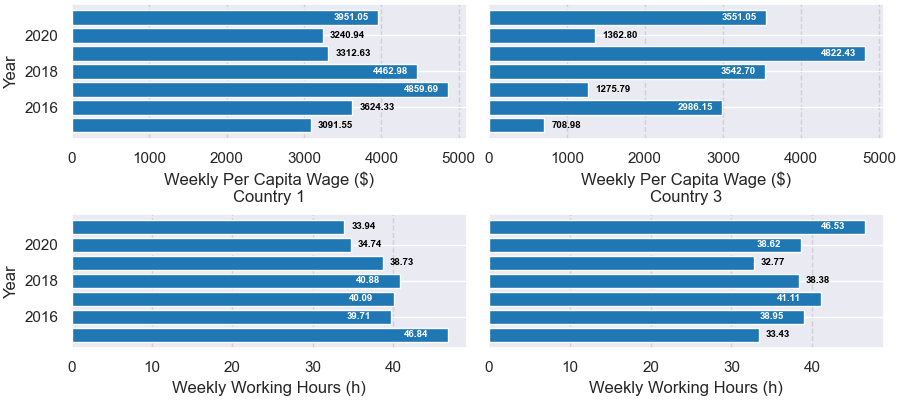 3951.05
2020
3240.94
3312.63
2018
4462.98
4859.69
2016
3624.33
3091.55
Year
0 1000 2000 3000 4000 5000
Weekly Per Capita Wage ($)
Country 1
3551.05
1362.80
4822.43
3542.70
1275.79
2986.15
708.98
0 1000 2000 3000 4000 5000
Weekly Per Capita Wage ($)
Country 3
33.94
2020
34.74
38.73
2018
40.88
40.09
2016
39.71
46.84
Year
0 10 20 30 40
Weekly Working Hours (h)
46.53
38.62
32.77
38.38
41.11
38.95
33.43
0 10 20 30 40
Weekly Working Hours (h)